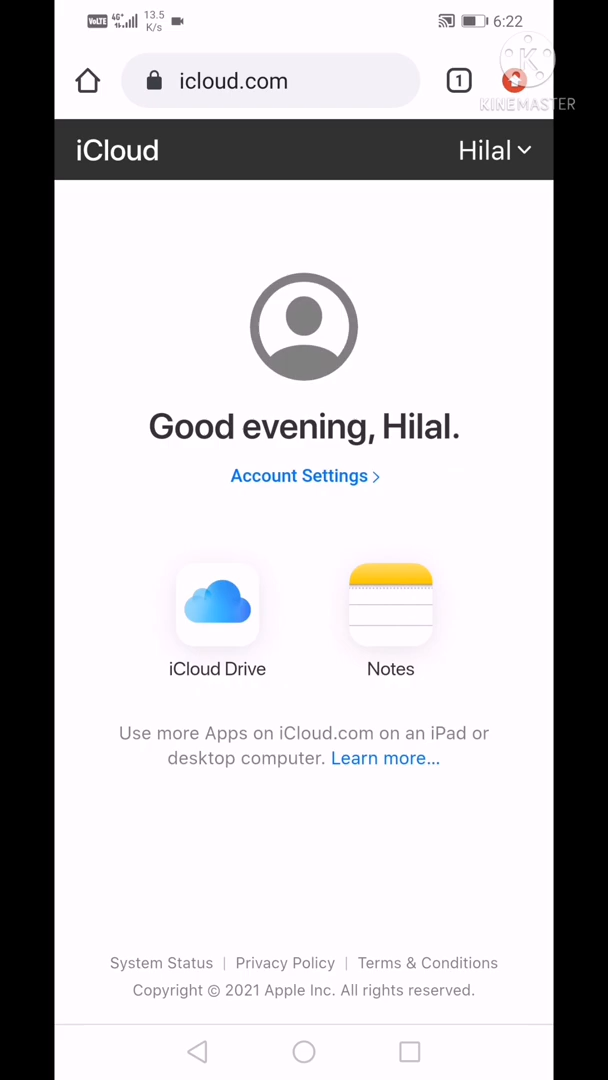 VoLTE 4G+ 13.5 K/s 6:22
icloud.com 1
KINEMASTER
iCloud Hilal
Good evening, Hilal.
Account Settings >
iCloud Drive Notes
Use more Apps on iCloud.com on an iPad or
desktop computer. Learn more...
System Status | Privacy Policy | Terms & Conditions
Copyright © 2021 Apple Inc. All rights reserved.